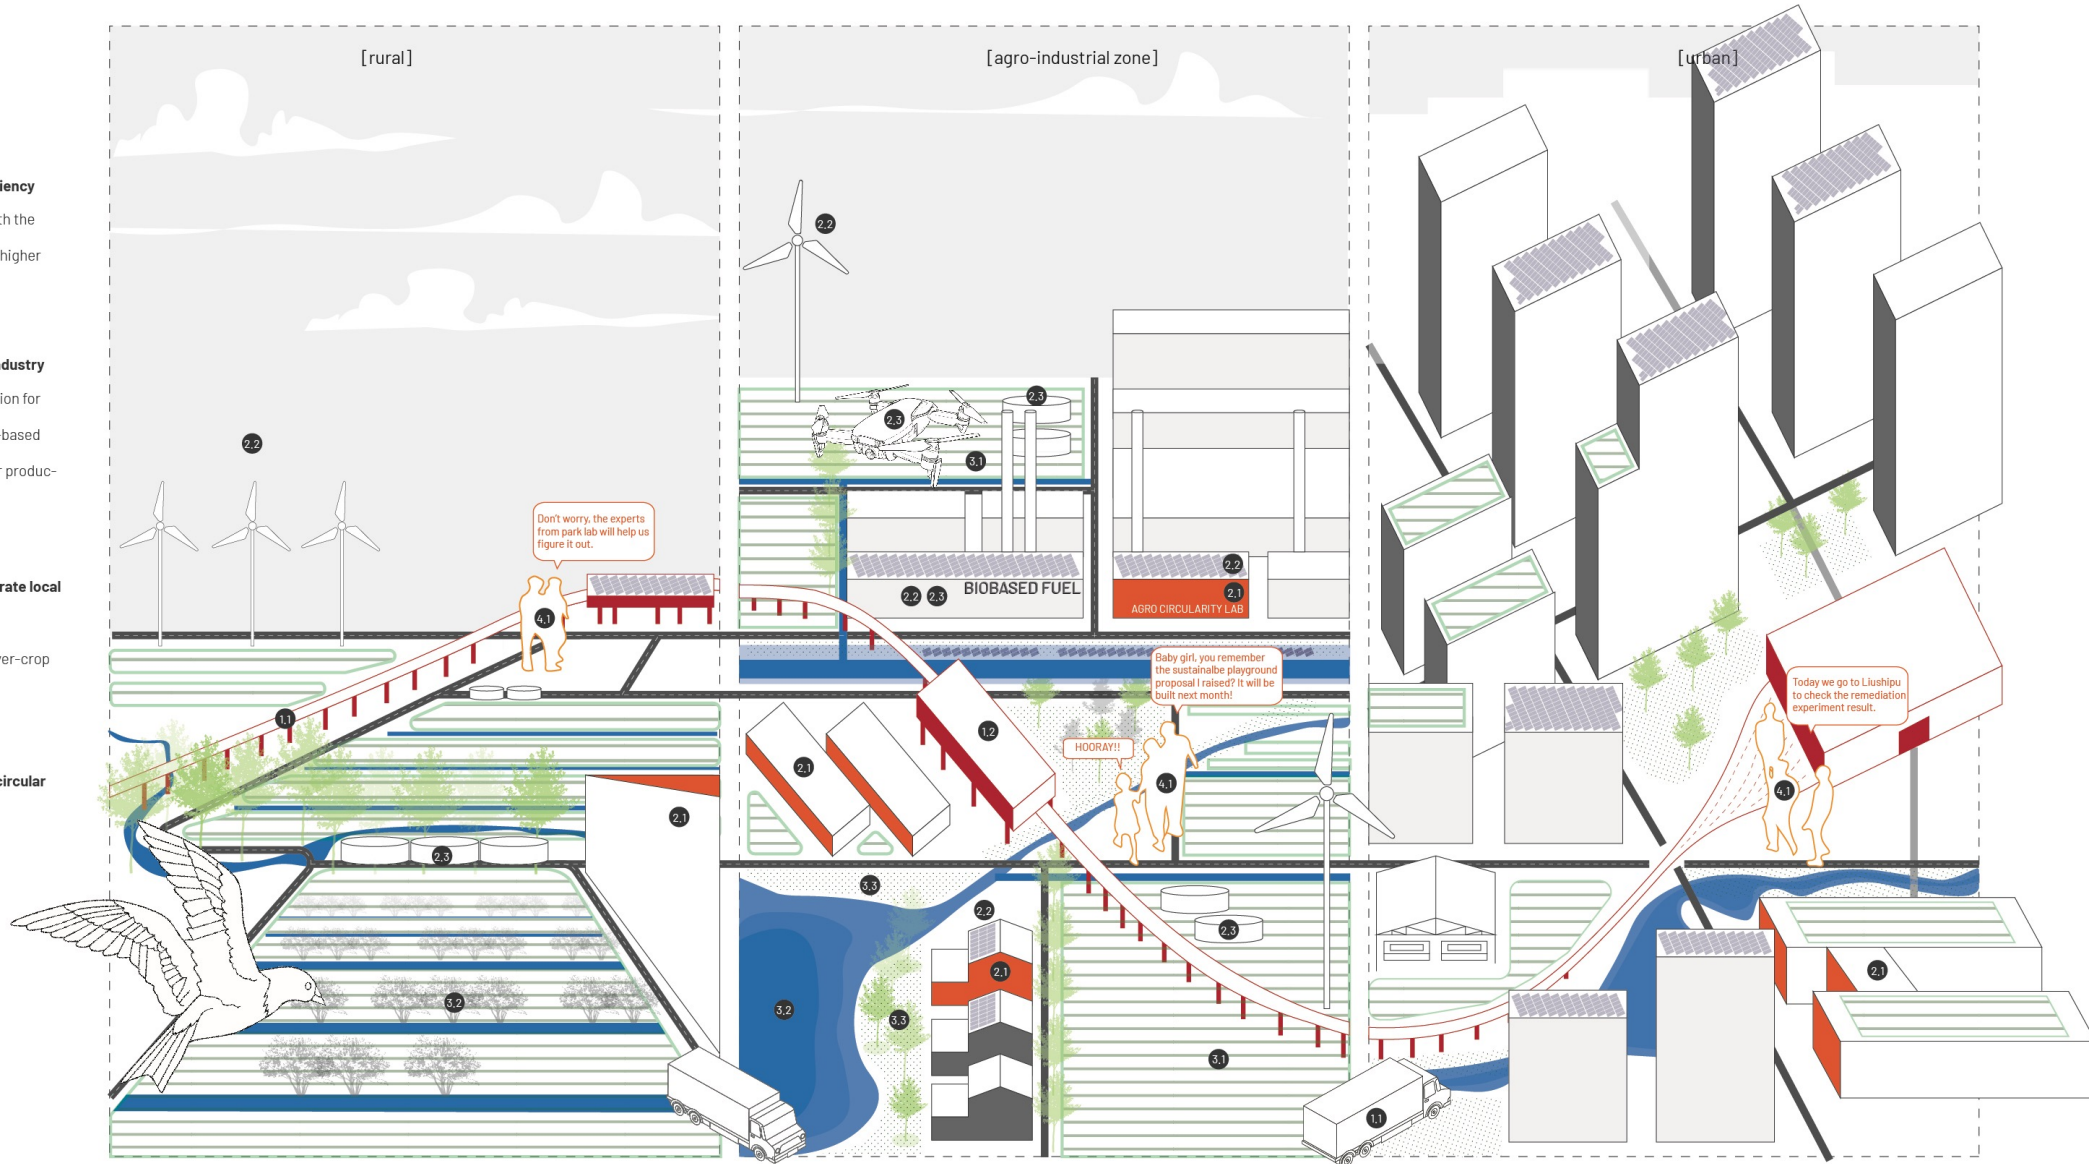 [rural]
[agro-industrial zone]
[urban]
iency
th the
higher
dustry
ion for
-based
r produc-
rate local
er-crop
circular
2.2
2.2
Don't worry, the experts
from park lab will help us
figure it out.
4.1
1.1
2.3
2.1
3.2
2.3
2.3
3.1
2.2
2.3
BIOBASED FUEL
2.2
2.1
AGRO CIRCULARITY LAB
Baby girl, you remember
the sustainalbe playground
proposal I raised? It will be
built next month!
HOORAY!!
4.1
1.2
2.1
3.3
2.2
2.1
3.2
3.3
2.3
3.1
1.1
Today we go to Liushipu
to check the remediation
experiment result.
4.1
2.1